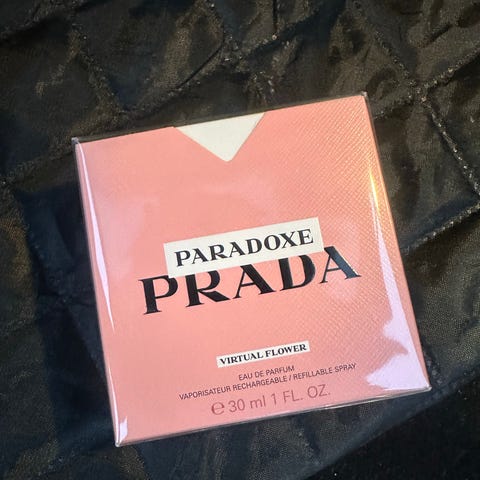 PARADOXE
PRADA
VIRTUAL FLOWER
EAU DE PARFUM
VAPORISATEUR RECHARGEABLE / REFILLABLE SPRAY
℮ 30 ml 1 FL. OZ.